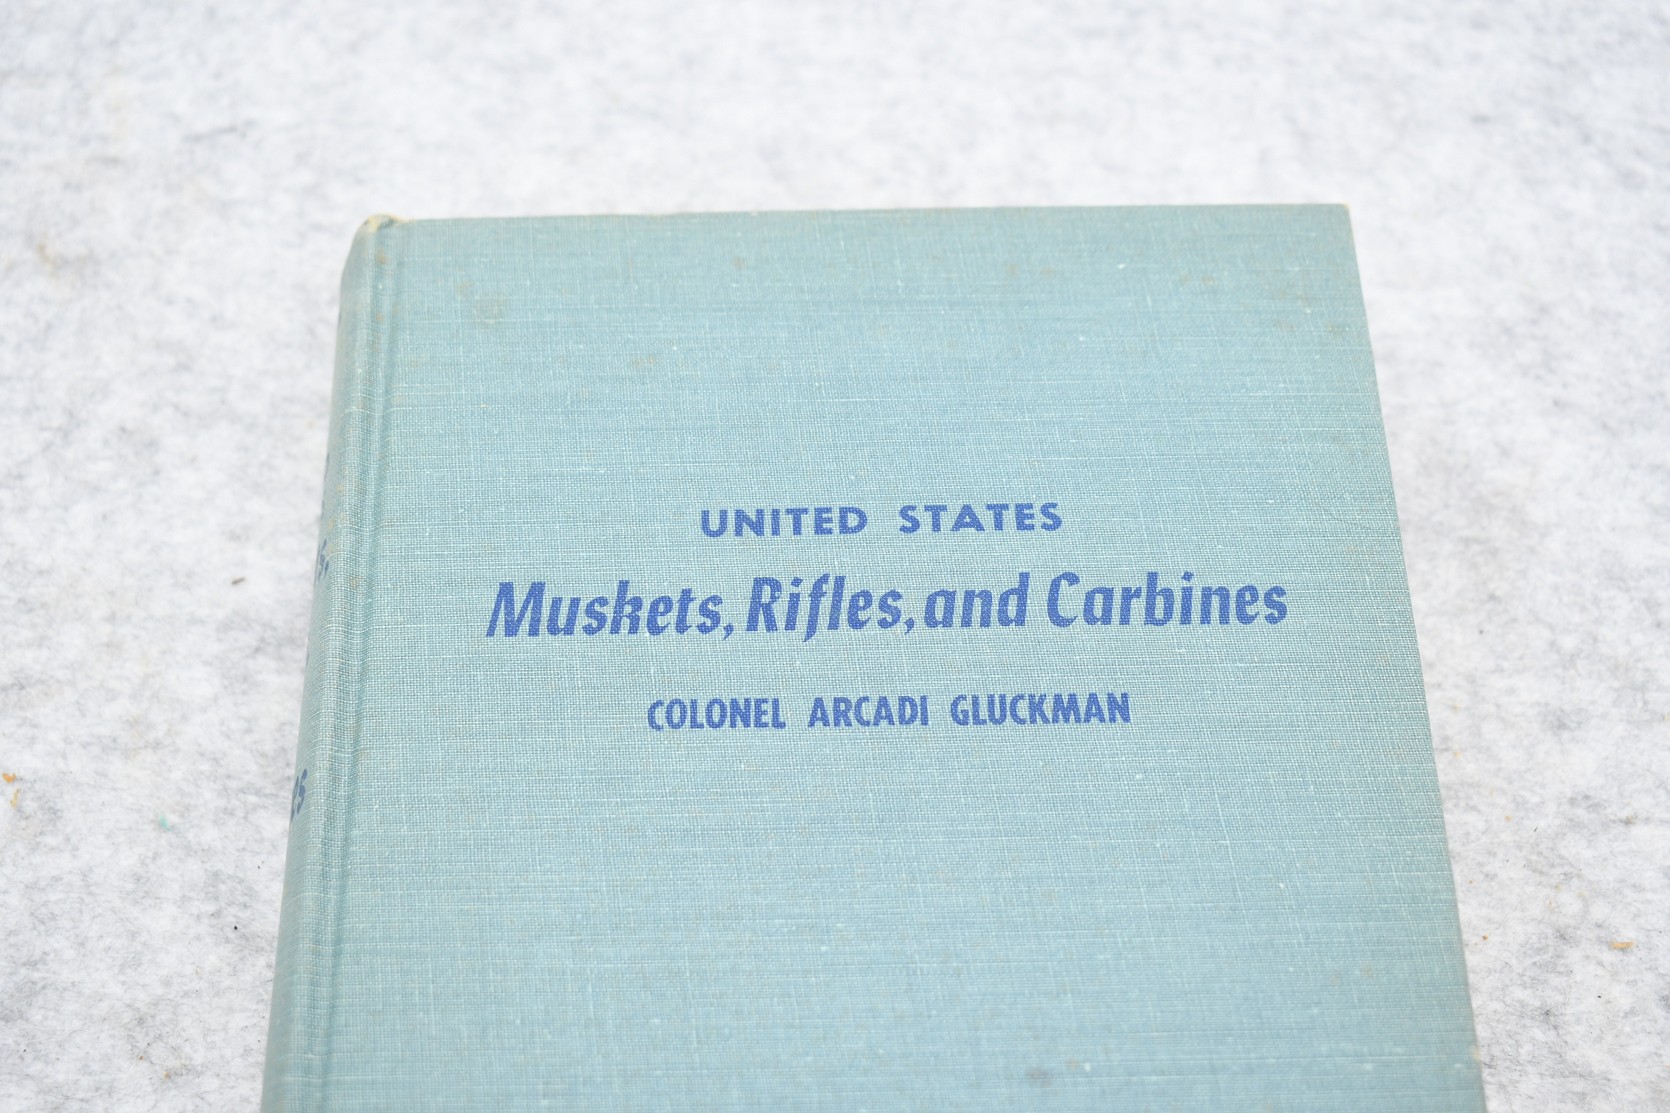 UNITED STATES
Muskets, Rifles, and Carbines
COLONEL ARCADI GLUCKMAN